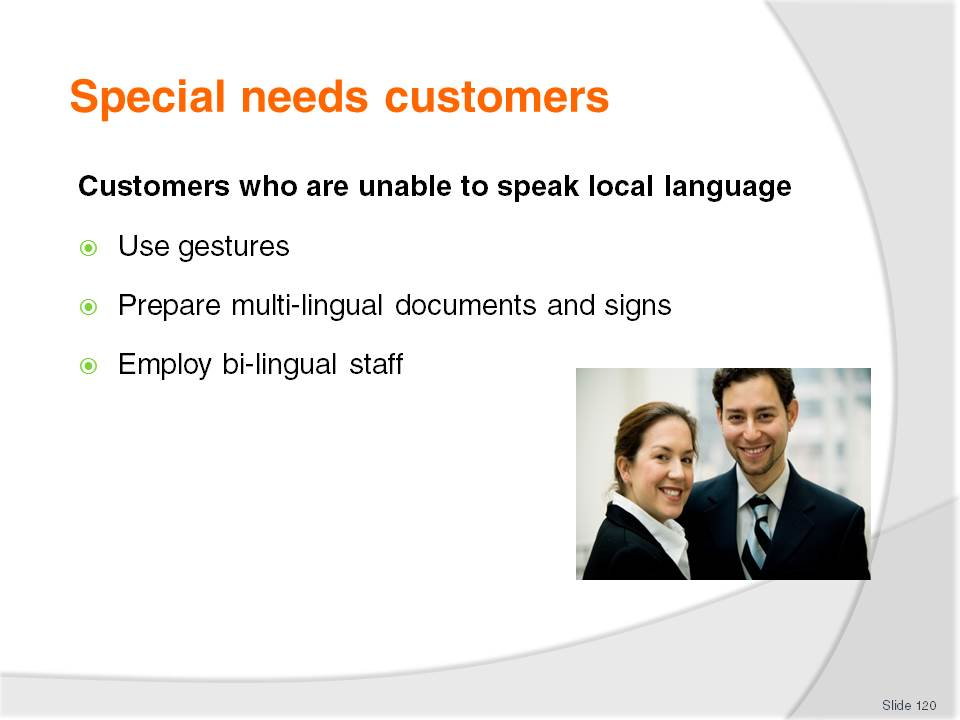 Special needs customers
Customers who are unable to speak local language
Use gestures
Prepare multi-lingual documents and signs
Employ bi-lingual staff
Slide 120